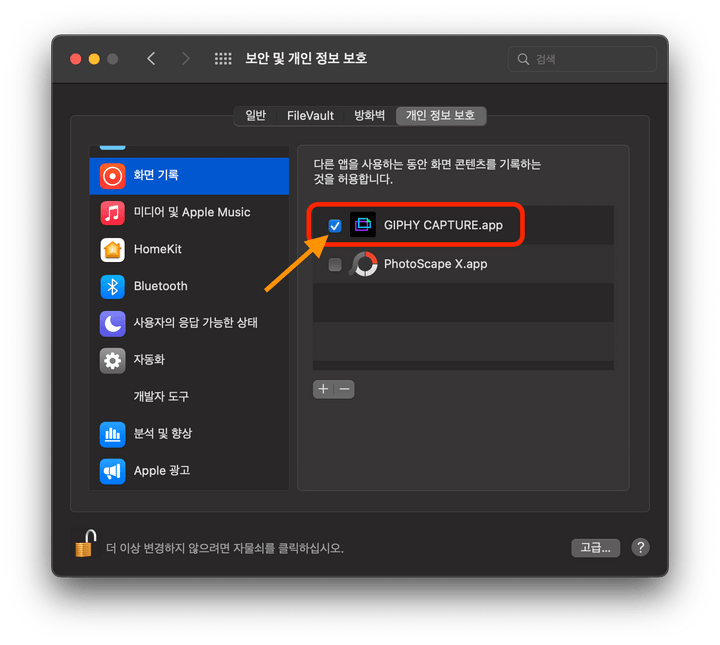 보안 및 개인 정보 보호
검색
일반
FileVault
방화벽
개인 정보 보호
화면 기록
미디어 및 Apple Music
HomeKit
Bluetooth
사용자의 응답 가능한 상태
자동화
개발자 도구
분석 및 향상
Apple 광고
다른 앱을 사용하는 동안 화면 콘텐츠를 기록하는
것을 허용합니다.
GIPHY CAPTURE.app
PhotoScape X.app
+ −
더 이상 변경하지 않으려면 자물쇠를 클릭하십시오.
고급...
?